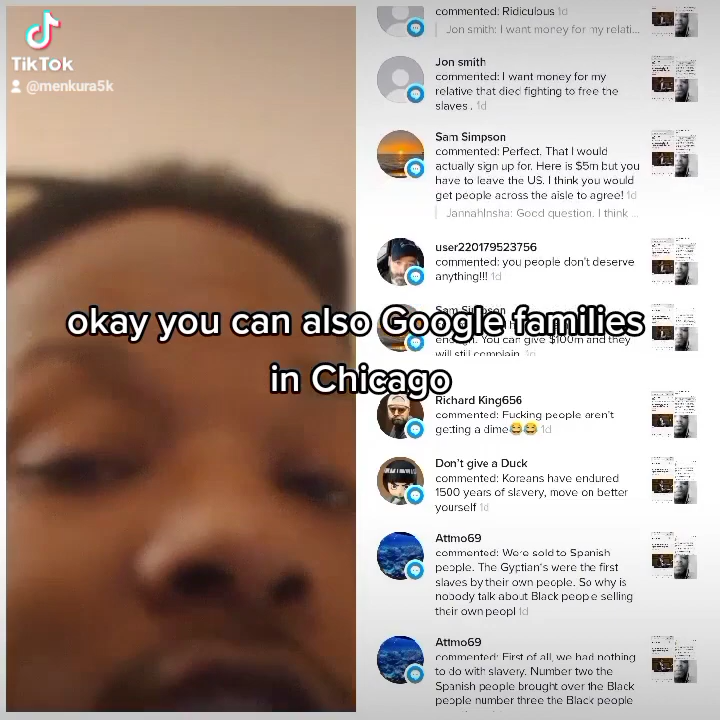 TikTok
@menkura5k
commented: Ridiculous 1d
Jon smith: I want money for my relati...
Jon smith
commented: I want money for my
relative that died fighting to free the
slaves . 1d
Sam Simpson
commented: Perfect. That I would
actually sign up for. Here is $5m but you
have to leave the US. I think you would
get people across the aisle to agree! 1d
JannahInsha: Good question. I think ...
user220179523756
commented: you people don't deserve
anything!!! 1d
Sam Simpson
enough. You can give $100m and they
will still complain 1d
okay you can also Google families
in Chicago
Richard King656
commented: Fucking people aren't
getting a dime😂😂 1d
Don't give a Duck
commented: Koreans have endured
1500 years of slavery, move on better
yourself 1d
Attmo69
commented: Were sold to Spanish
people. The Gyptian's were the first
slaves by their own people. So why is
nobody talk about Black people selling
their own peopl 1d
Attmo69
commented: First of all, we had nothing
to do with slavery. Number two the
Spanish people brought over the Black
people number three the Black people